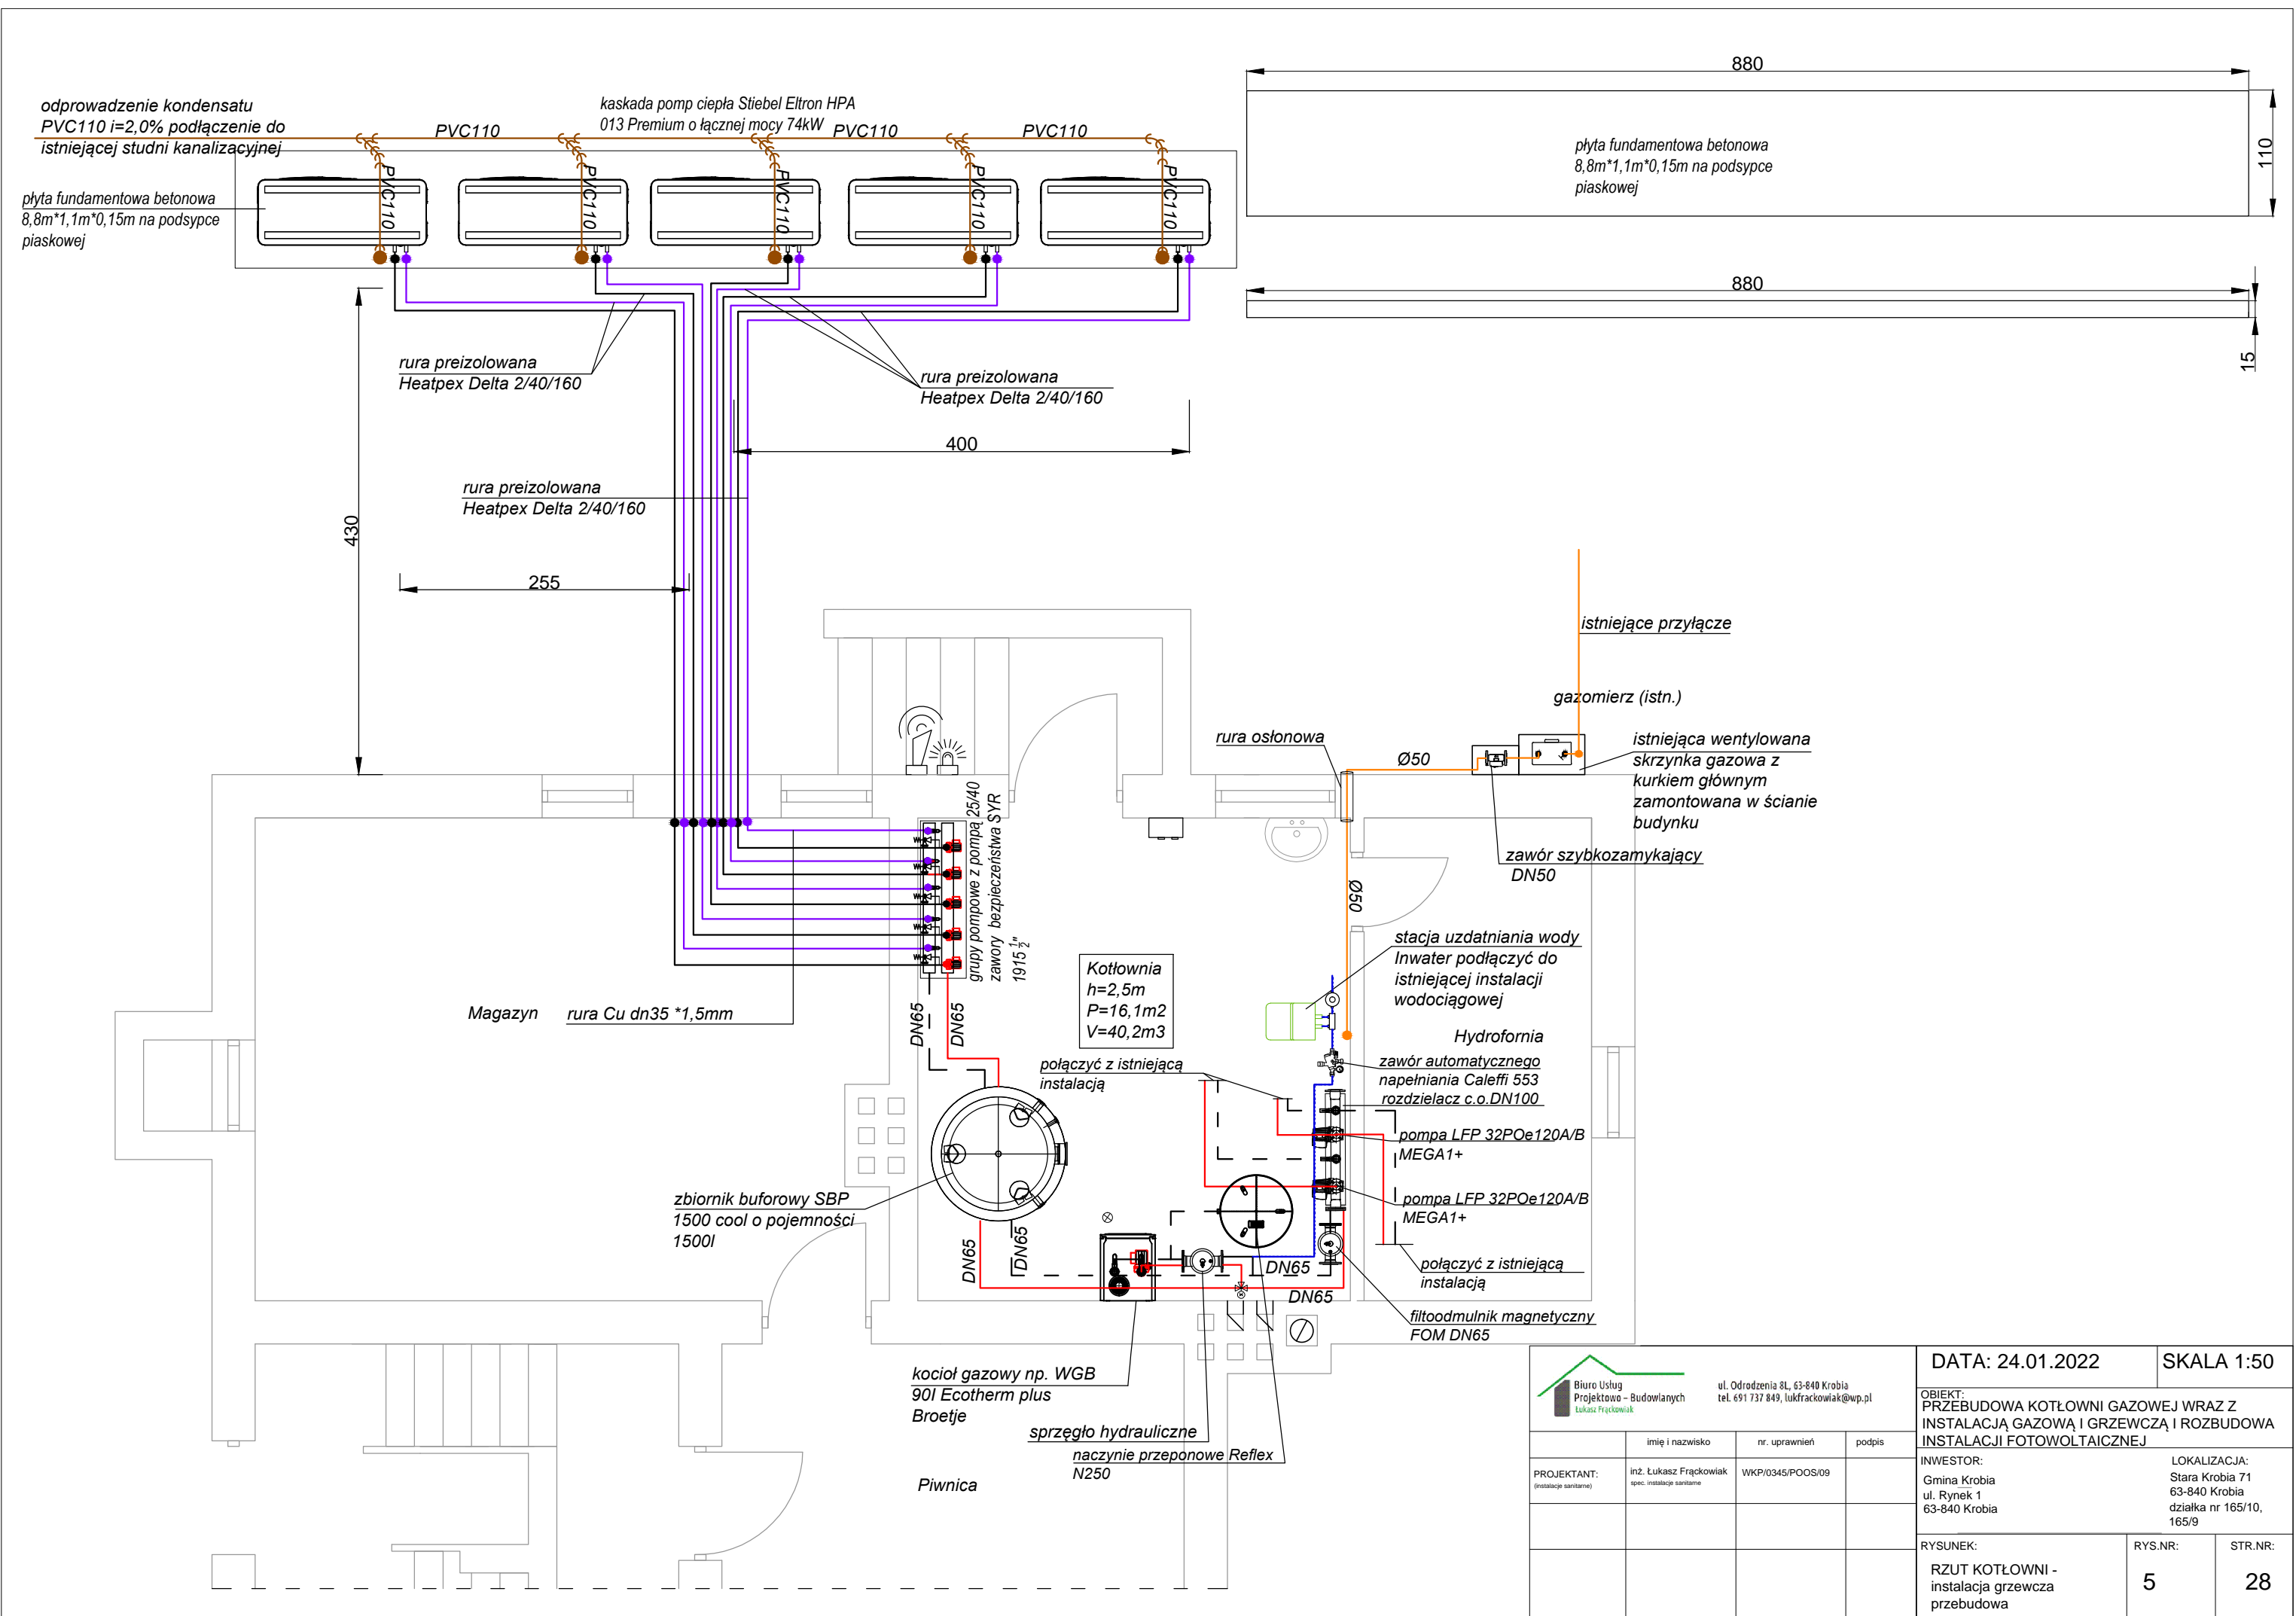 odprowadzenie kondensatu
PVC110 i=2,0% podłączenie do
istniejącej studni kanalizacyjnej
PVC110
kaskada pomp ciepła Stiebel Eltron HPA
013 Premium o łącznej mocy 74kW
PVC110
PVC110
płyta fundamentowa betonowa
8,8m*1,1m*0,15m na podsypce
piaskowej
PVC110
PVC110
PVC110
PVC110
PVC110
880
110
płyta fundamentowa betonowa
8,8m*1,1m*0,15m na podsypce
piaskowej
880
15
rura preizolowana
Heatpex Delta 2/40/160
rura preizolowana
Heatpex Delta 2/40/160
400
rura preizolowana
Heatpex Delta 2/40/160
430
255
istniejące przyłącze
gazomierz (istn.)
rura osłonowa
Ø50
istniejąca wentylowana
skrzynka gazowa z
kurkiem głównym
zamontowana w ścianie
budynku
zawór szybkozamykający
DN50
Ø50
grupy pompowe z pompą 25/40
zawory bezpieczeństwa SYR
1915 1/2"
stacja uzdatniania wody
Inwater podłączyć do
istniejącej instalacji
wodociągowej
Kotłownia
h=2,5m
P=16,1m2
V=40,2m3
Magazyn
rura Cu dn35 *1,5mm
DN65
DN65
Hydrofornia
połączyć z istniejącą
instalacją
zawór automatycznego
napełniania Caleffi 553
rozdzielacz c.o.DN100
pompa LFP 32POe120A/B
MEGA1+
pompa LFP 32POe120A/B
MEGA1+
zbiornik buforowy SBP
1500 cool o pojemności
1500l
DN65
DN65
DN65
DN65
połączyć z istniejącą
instalacją
filtoodmulnik magnetyczny
FOM DN65
kocioł gazowy np. WGB
90I Ecotherm plus
Broetje
sprzęgło hydrauliczne
naczynie przeponowe Reflex
N250
Piwnica
Biuro Usług
Projektowo – Budowlanych
Łukasz Frąckowiak
ul. Odrodzenia 8L, 63-840 Krobia
tel. 691 737 849, lukfrackowiak@wp.pl
imię i nazwisko
nr. uprawnień
podpis
PROJEKTANT:
(instalacje sanitarne)
inż. Łukasz Frąckowiak
spec. instalacje sanitarne
WKP/0345/POOS/09
DATA: 24.01.2022
SKALA 1:50
OBIEKT:
PRZEBUDOWA KOTŁOWNI GAZOWEJ WRAZ Z
INSTALACJĄ GAZOWĄ I GRZEWCZĄ I ROZBUDOWA
INSTALACJI FOTOWOLTAICZNEJ
INWESTOR:
Gmina Krobia
ul. Rynek 1
63-840 Krobia
LOKALIZACJA:
Stara Krobia 71
63-840 Krobia
działka nr 165/10,
165/9
RYSUNEK:
RZUT KOTŁOWNI -
instalacja grzewcza
przebudowa
RYS.NR:
5
STR.NR:
28